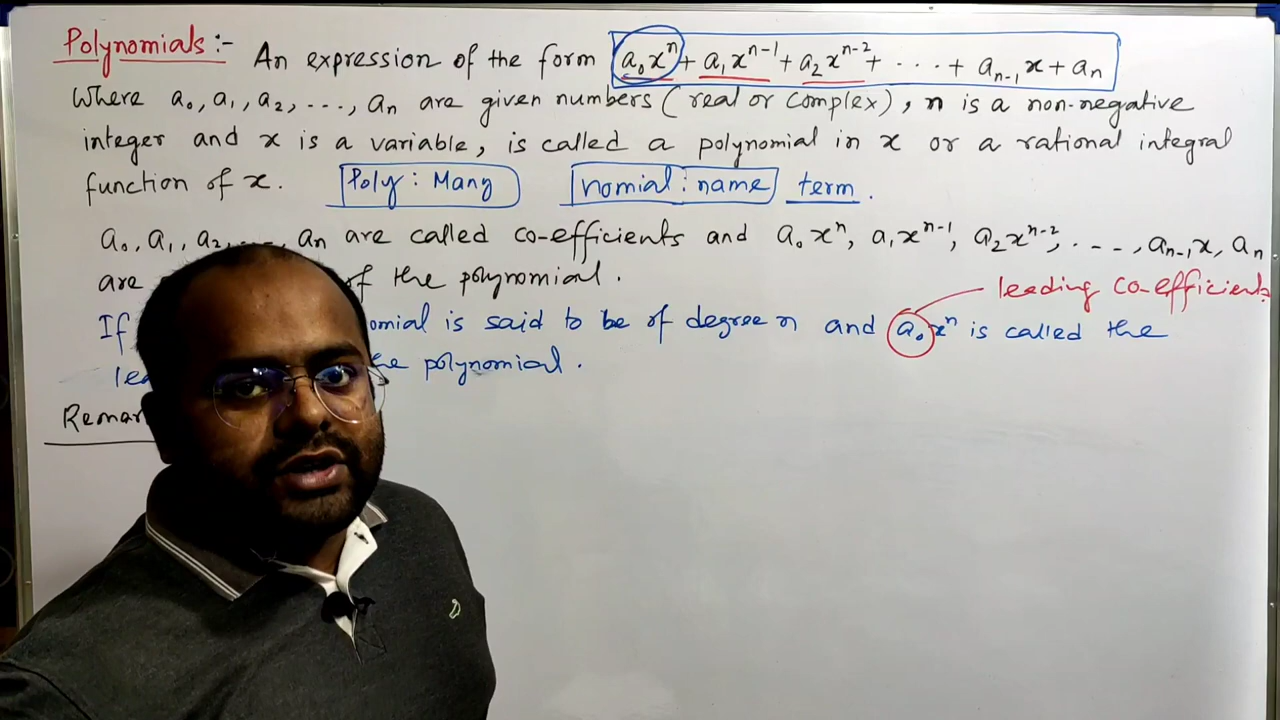 Polynomials :- An expression of the form a₀xⁿ + a₁xⁿ⁻¹ + a₂xⁿ⁻² + . . . . + aₙ₋₁x + aₙ
Where a₀, a₁, a₂, ..., aₙ are given numbers (real or complex), n is a non-negative
integer and x is a variable, is called a polynomial in x or a rational integral
function of x. Poly : Many nomial : name term.
a₀, a₁, a₂, ..., aₙ are called co-efficients and a₀xⁿ, a₁xⁿ⁻¹, a₂xⁿ⁻², . - - ., aₙ₋₁x, aₙ
are of the polynomial.
leading co-efficient
If is said to be of degree n and a₀xⁿ is called the
polynomial.